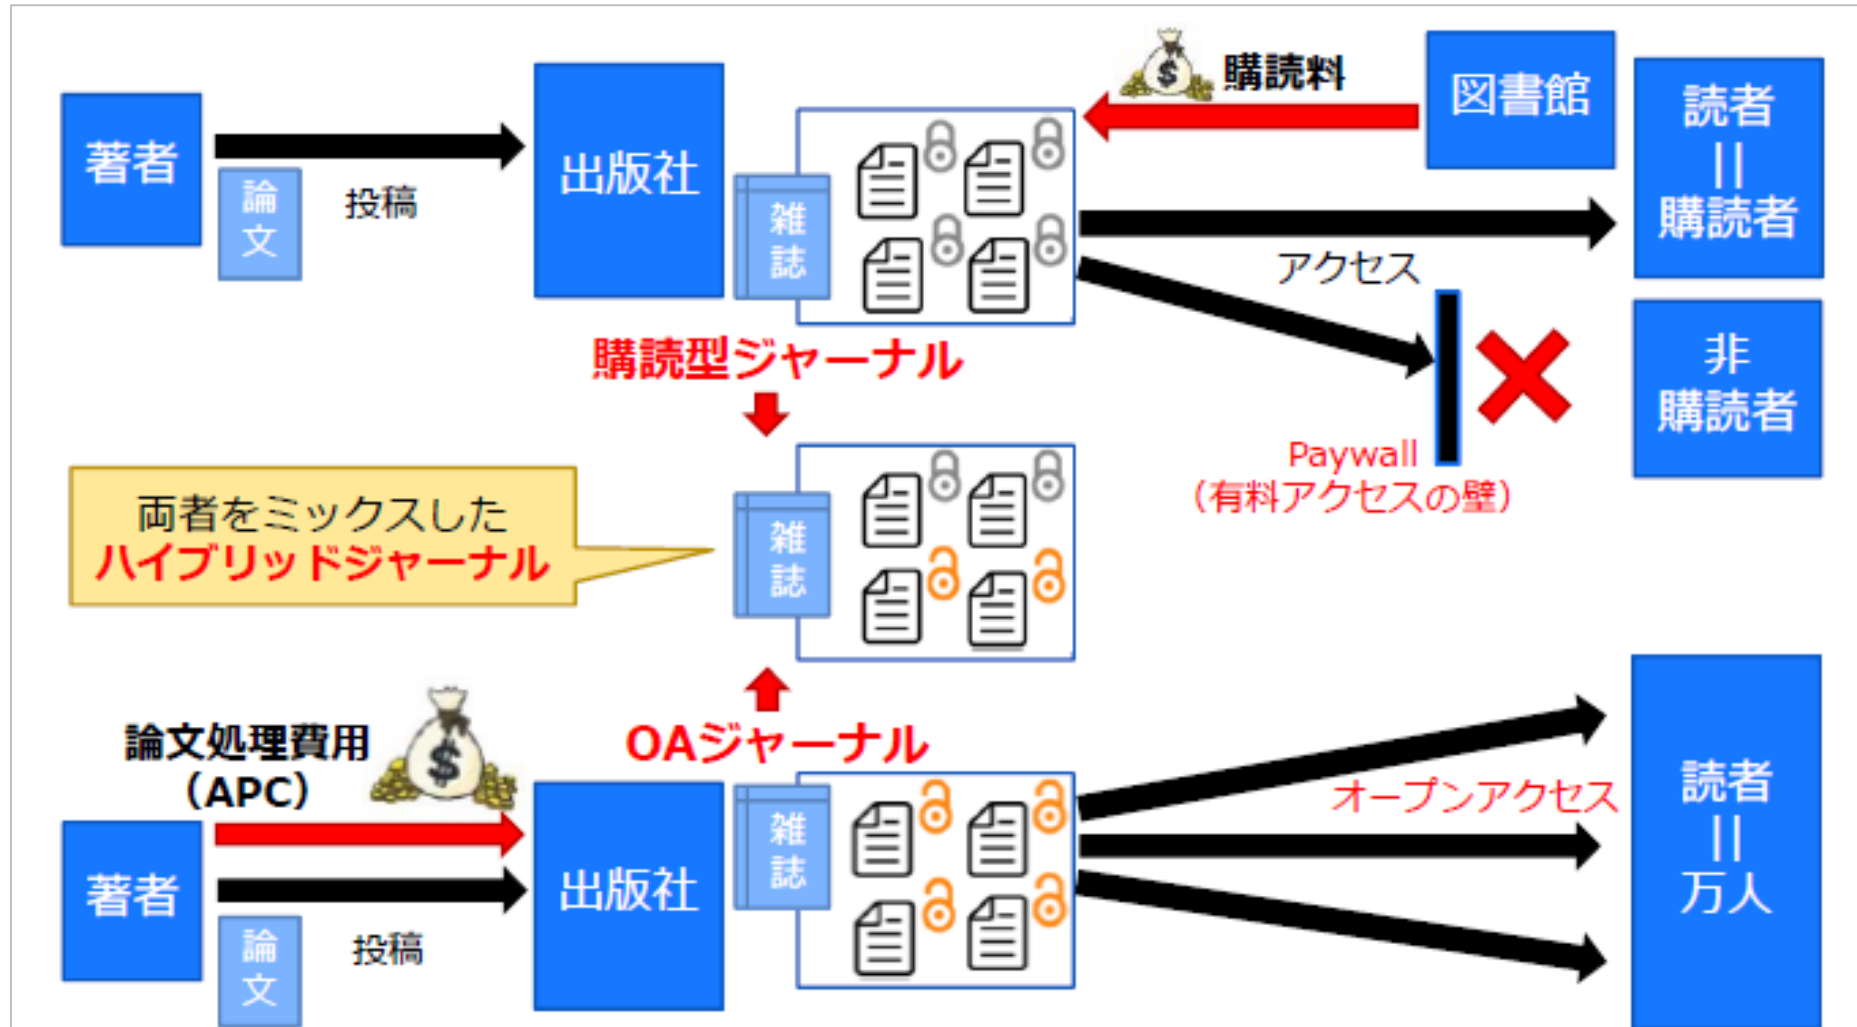 著者
論
文
投稿
出版社
雑
誌
$
購読料
図書館
読者
||
購読者
アクセス
非
購読者
Paywall
(有料アクセスの壁)
購読型ジャーナル
両者をミックスした
ハイブリッドジャーナル
雑
誌
OAジャーナル
論文処理費用
(APC)
$
著者
論
文
投稿
出版社
雑
誌
オープンアクセス
読者
||
万人